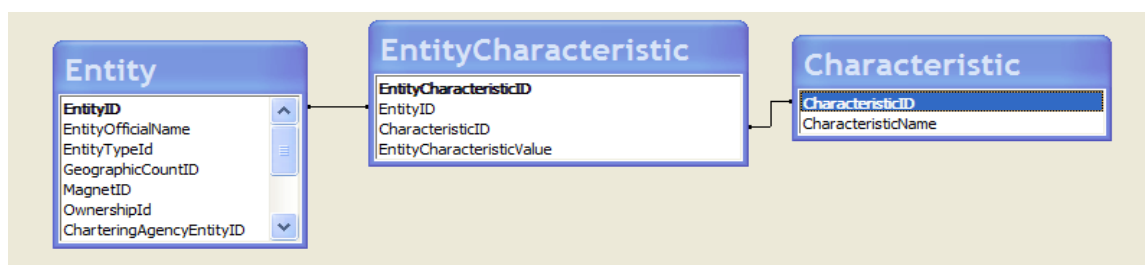 Entity
EntityID
EntityOfficialName
EntityTypeId
GeographicCountID
MagnetID
OwnershipId
CharteringAgencyEntityID
EntityCharacteristic
EntityCharacteristicID
EntityID
CharacteristicID
EntityCharacteristicValue
Characteristic
CharacteristicID
CharacteristicName